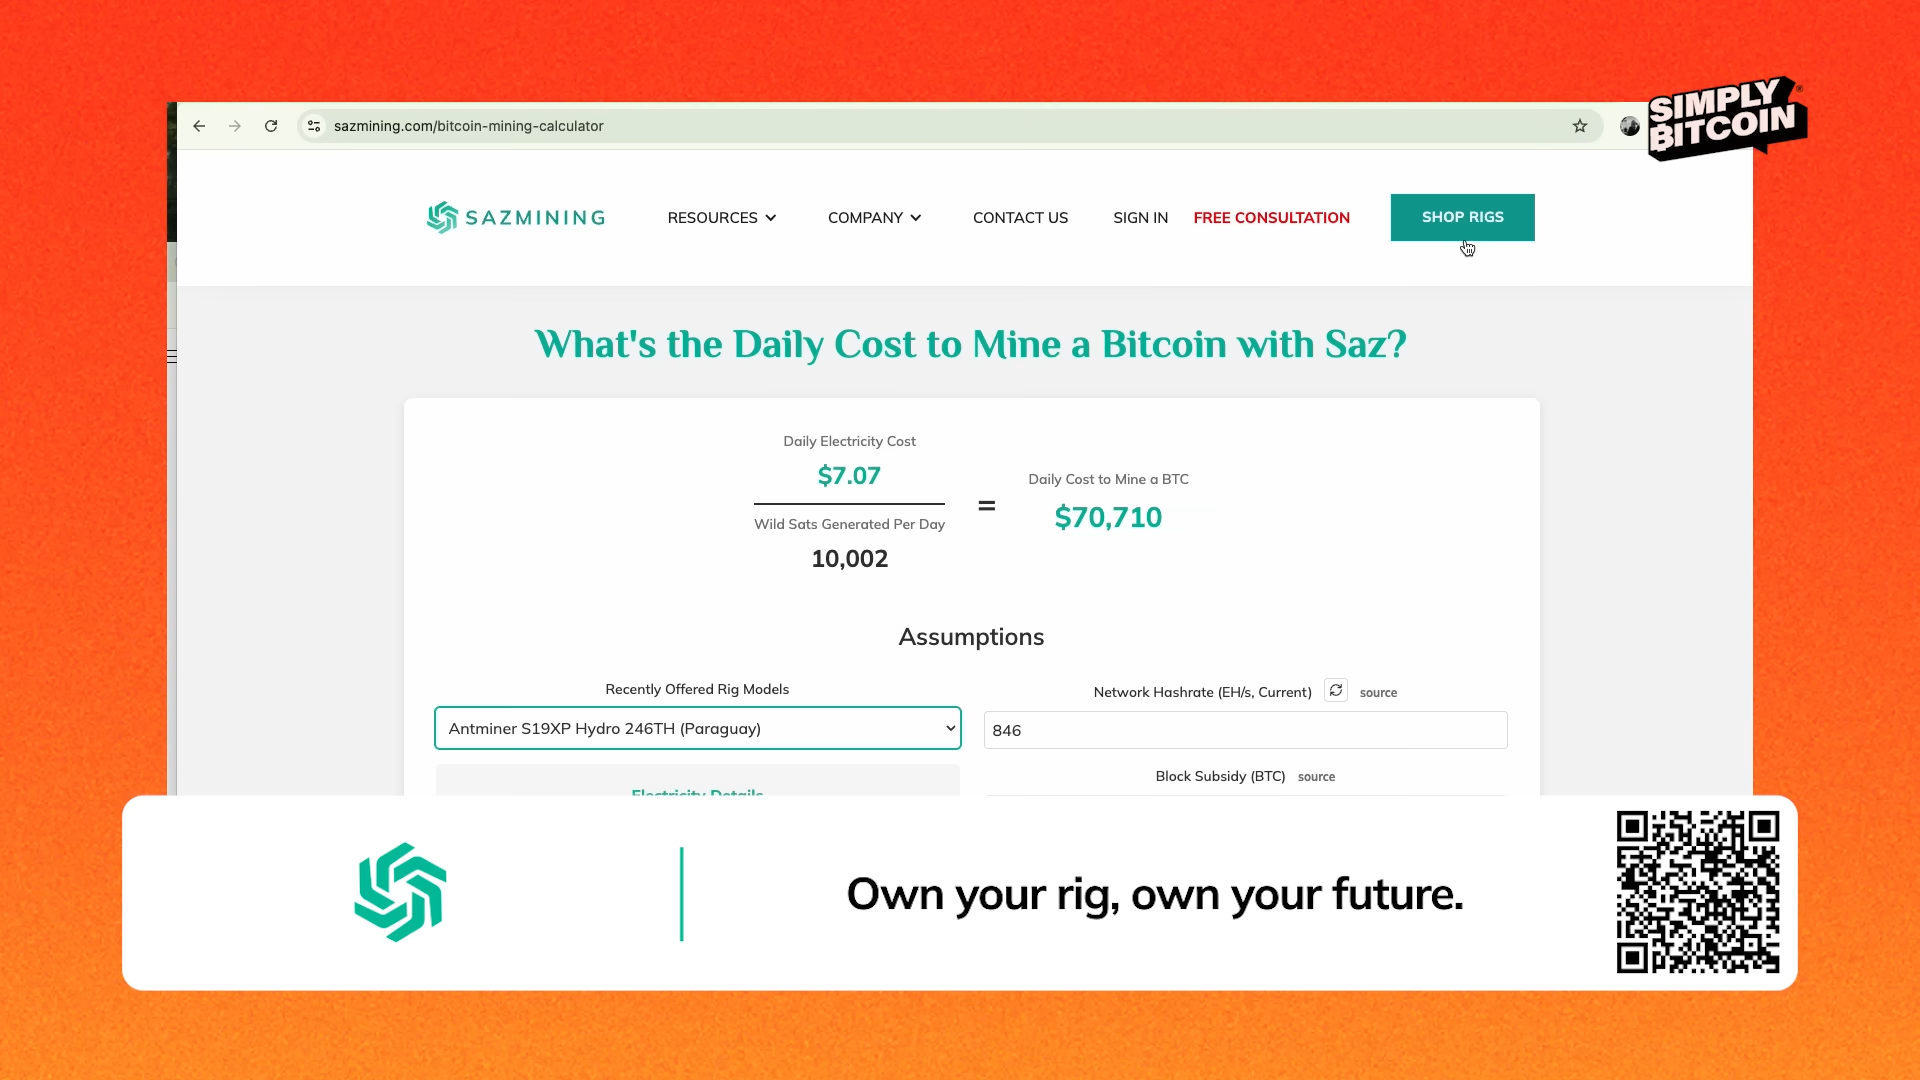 SIMPLY
BITCOIN®
sazmining.com/bitcoin-mining-calculator
SAZMINING
RESOURCES
COMPANY
CONTACT US
SIGN IN
FREE CONSULTATION
SHOP RIGS
What's the Daily Cost to Mine a Bitcoin with Saz?
Daily Electricity Cost
$7.07
Wild Sats Generated Per Day
10,002
=
Daily Cost to Mine a BTC
$70,710
Assumptions
Recently Offered Rig Models
Antminer S19XP Hydro 246TH (Paraguay)
Network Hashrate (EH/s, Current)
source
846
Block Subsidy (BTC)
source
Electricity Details
Own your rig, own your future.